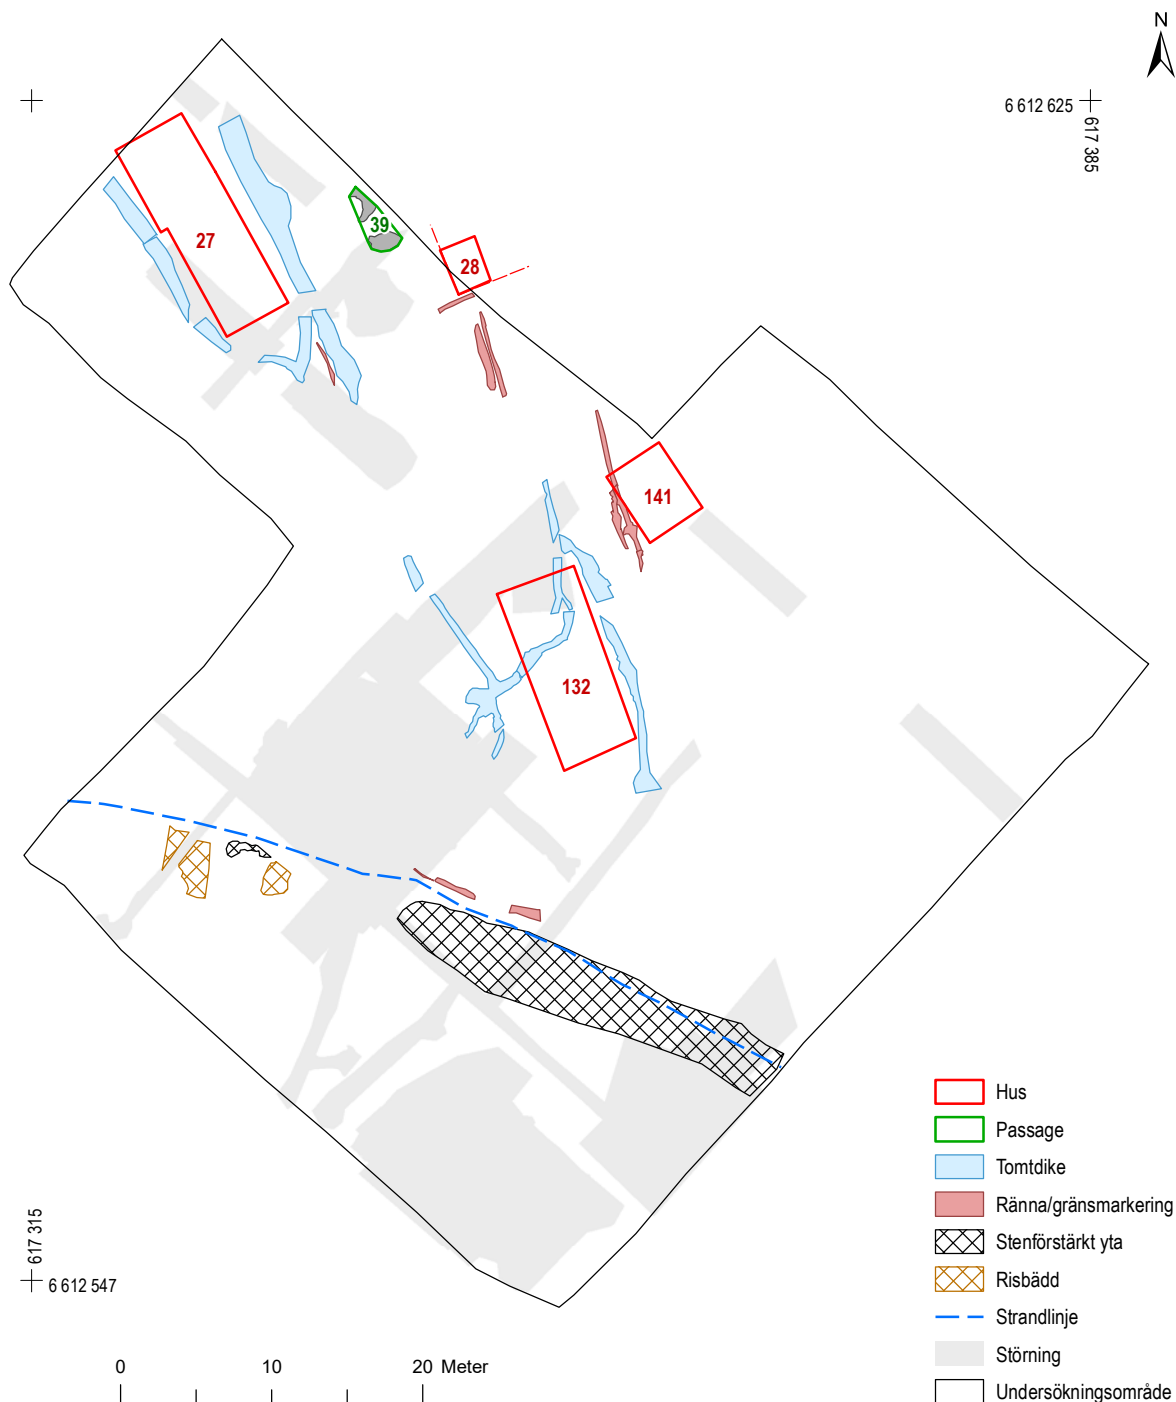 N
6 612 625
617 385
39
27
28
141
132
Hus
Passage
Tomtdike
Ränna/gränsmarkering
Stenförstärkt yta
Risbädd
Strandlinje
Störning
Undersökningsområde
617 315
6 612 547
0 10 20 Meter